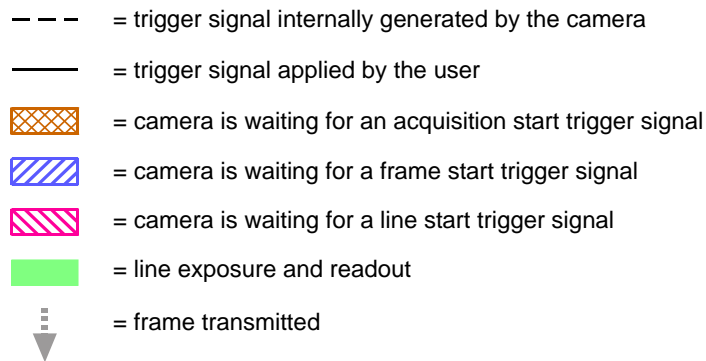 = trigger signal internally generated by the camera
= trigger signal applied by the user
= camera is waiting for an acquisition start trigger signal
= camera is waiting for a frame start trigger signal
= camera is waiting for a line start trigger signal
= line exposure and readout
= frame transmitted